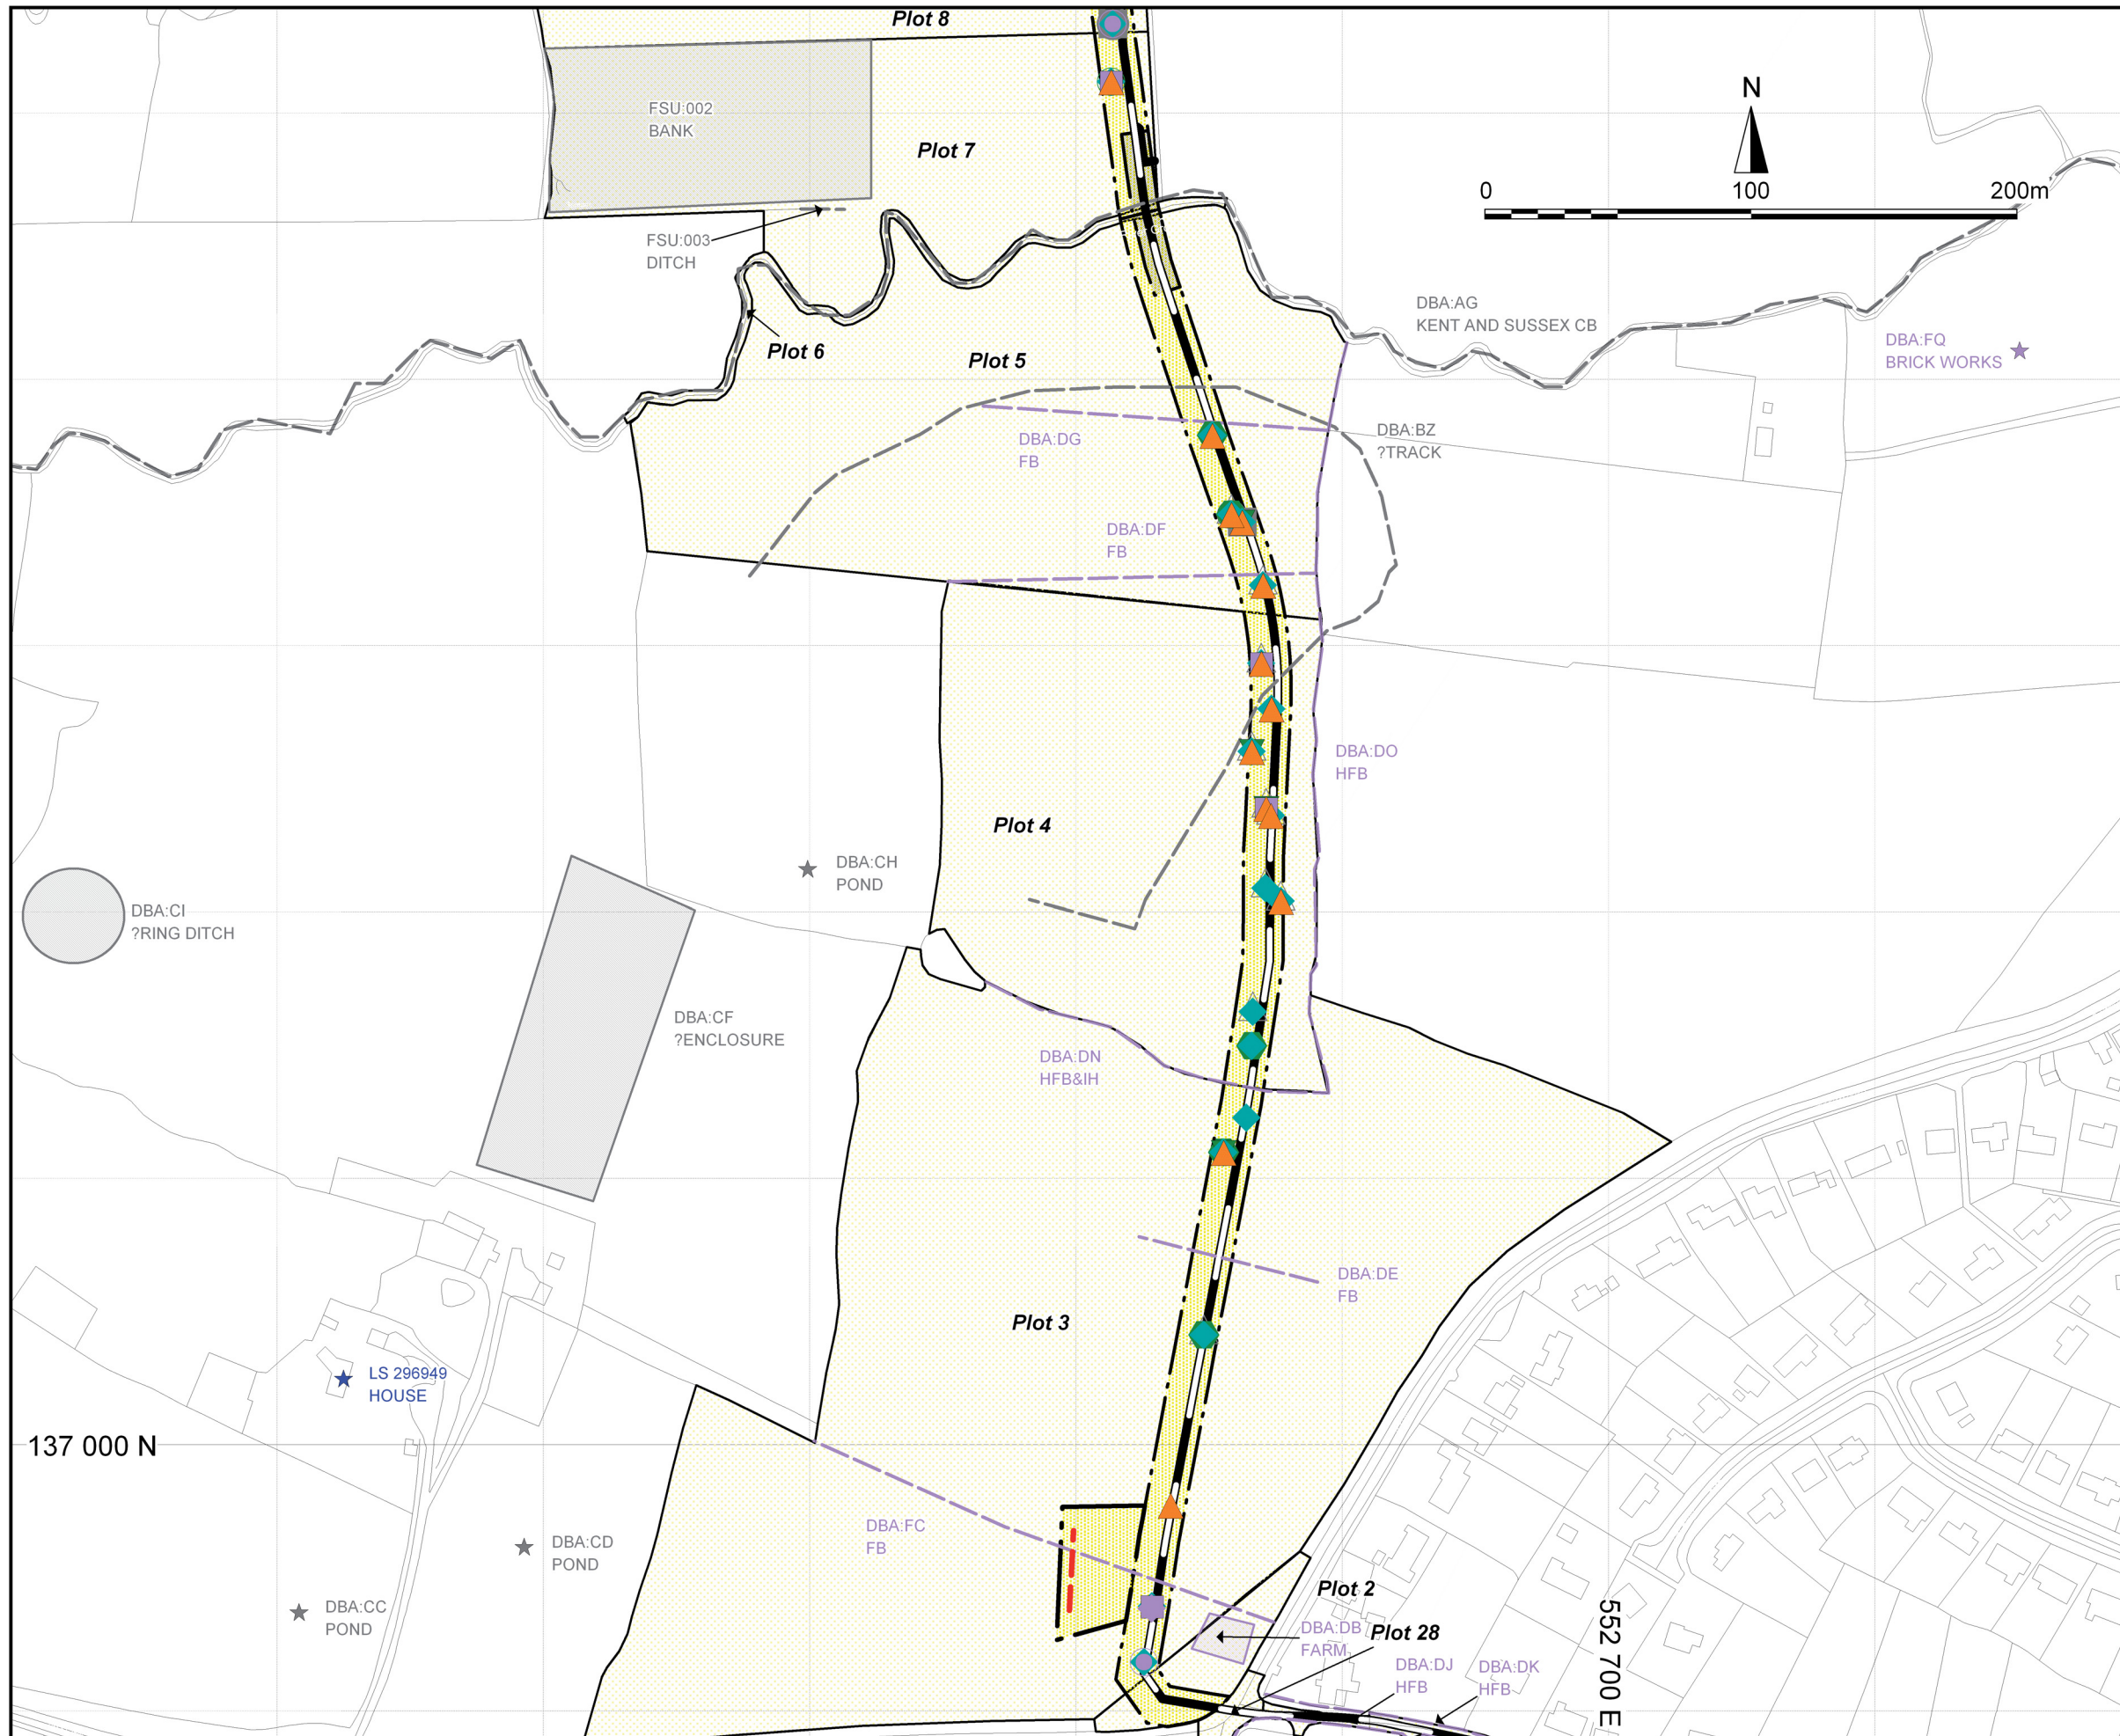 Plot 8
FSU:002
BANK
Plot 7
N
0 100 200m
FSU:003
DITCH
DBA:AG
KENT AND SUSSEX CB
DBA:FQ
BRICK WORKS
Plot 6
Plot 5
DBA:DG
FB
DBA:BZ
?TRACK
DBA:DF
FB
DBA:DO
HFB
Plot 4
DBA:CH
POND
DBA:CI
?RING DITCH
DBA:CF
?ENCLOSURE
DBA:DN
HFB&IH
DBA:DE
FB
Plot 3
LS 296949
HOUSE
137 000 N
DBA:FC
FB
DBA:CD
POND
DBA:CC
POND
Plot 2
DBA:DB
FARM
Plot 28
DBA:DJ
HFB
DBA:DK
HFB
552 700 E